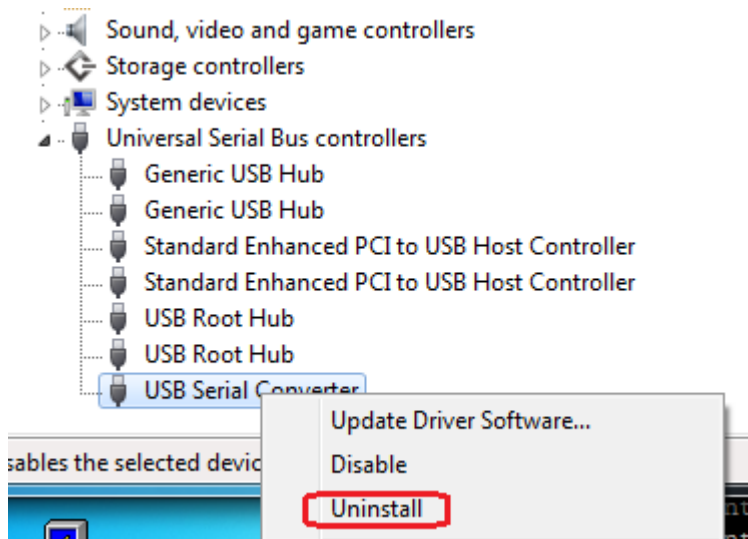 Sound, video and game controllers
Storage controllers
System devices
Universal Serial Bus controllers
Generic USB Hub
Generic USB Hub
Standard Enhanced PCI to USB Host Controller
Standard Enhanced PCI to USB Host Controller
USB Root Hub
USB Root Hub
USB Serial Converter
Update Driver Software...
sables the selected devic
Disable
Uninstall
nt